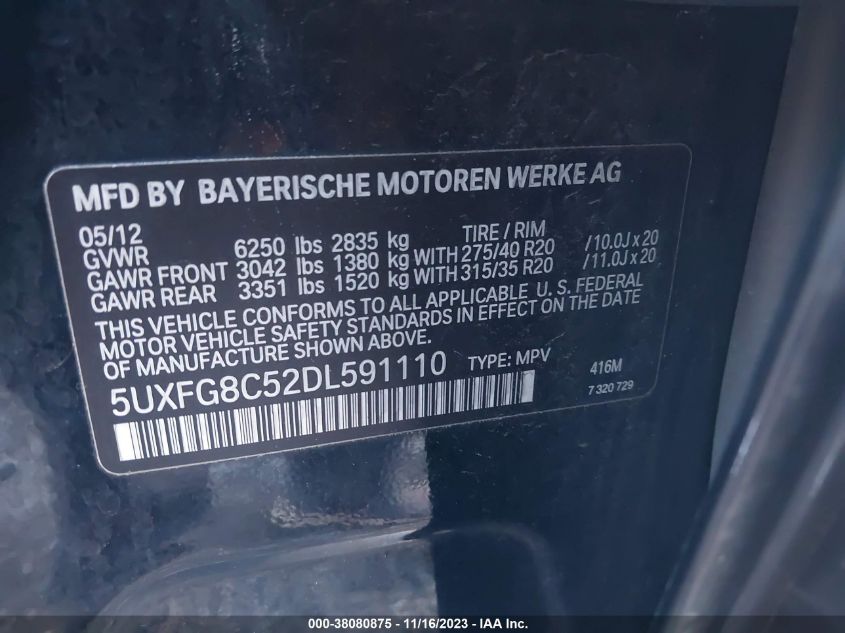 MFD BY BAYERISCHE MOTOREN WERKE AG
05/12 TIRE / RIM
GVWR 6250 lbs 2835 kg
GAWR FRONT 3042 lbs 1380 kg WITH 275/40 R20 /10.0J x 20
GAWR REAR 3351 lbs 1520 kg WITH 315/35 R20 /11.0J x 20
THIS VEHICLE CONFORMS TO ALL APPLICABLE U.S. FEDERAL
MOTOR VEHICLE SAFETY STANDARDS IN EFFECT ON THE DATE
OF MANUFACTURE SHOWN ABOVE.
5UXFG8C52DL591110 TYPE: MPV 416M
7 320 729
000-38080875 - 11/16/2023 - IAA Inc.